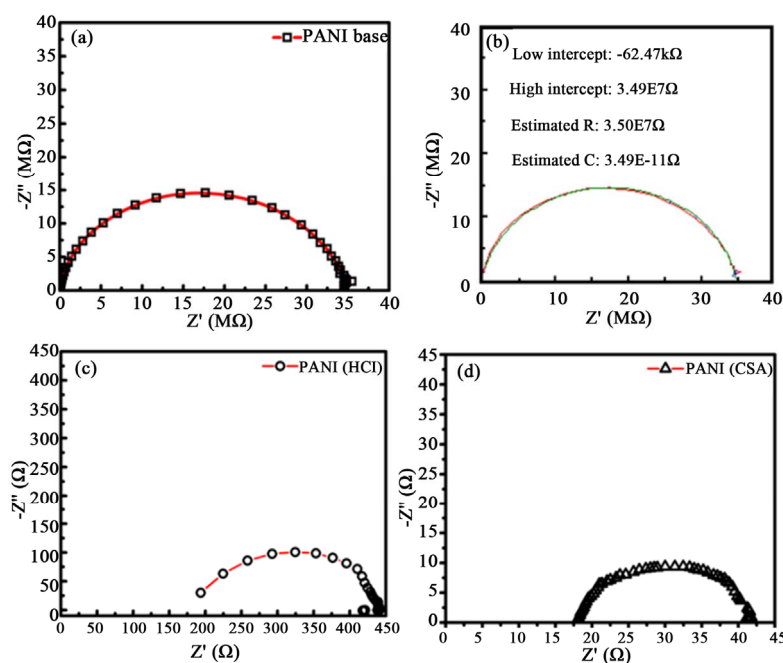 (a)
PANI base
40
35
30
25
20
15
10
5
0
-Z" (MΩ)
0 5 10 15 20 25 30 35 40
Z' (MΩ)
(b)
Low intercept: -62.47kΩ
High intercept: 3.49E7Ω
Estimated R: 3.50E7Ω
Estimated C: 3.49E-11Ω
40
30
20
10
0
-Z" (MΩ)
0 10 20 30 40
Z' (MΩ)
(c)
PANI (HCl)
450
400
350
300
250
200
150
100
50
0
-Z" (Ω)
0 50 100 150 200 250 300 350 400 450
Z' (Ω)
(d)
PANI (CSA)
45
40
35
30
25
20
15
10
5
0
-Z" (Ω)
0 15 20 25 30 35 40 45
Z' (Ω)